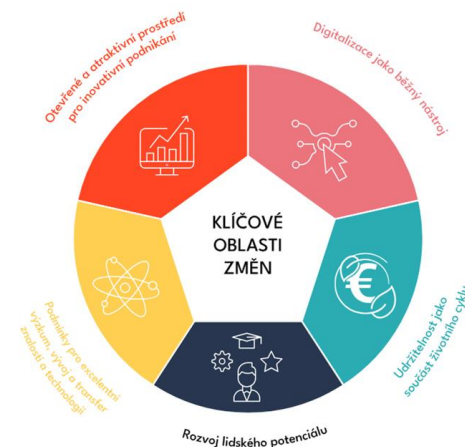 Otevřené a atraktivní prostředí
pro inovativní podnikání
Digitalizace jako běžný nástroj
KLÍČOVÉ
OBLASTI
ZMĚN
€
Podmínky pro excelentní
výzkum, vývoj a transfer
znalostí a technologií
Udržitelnost jako
součást životního cyklu
Rozvoj lidského potenciálu